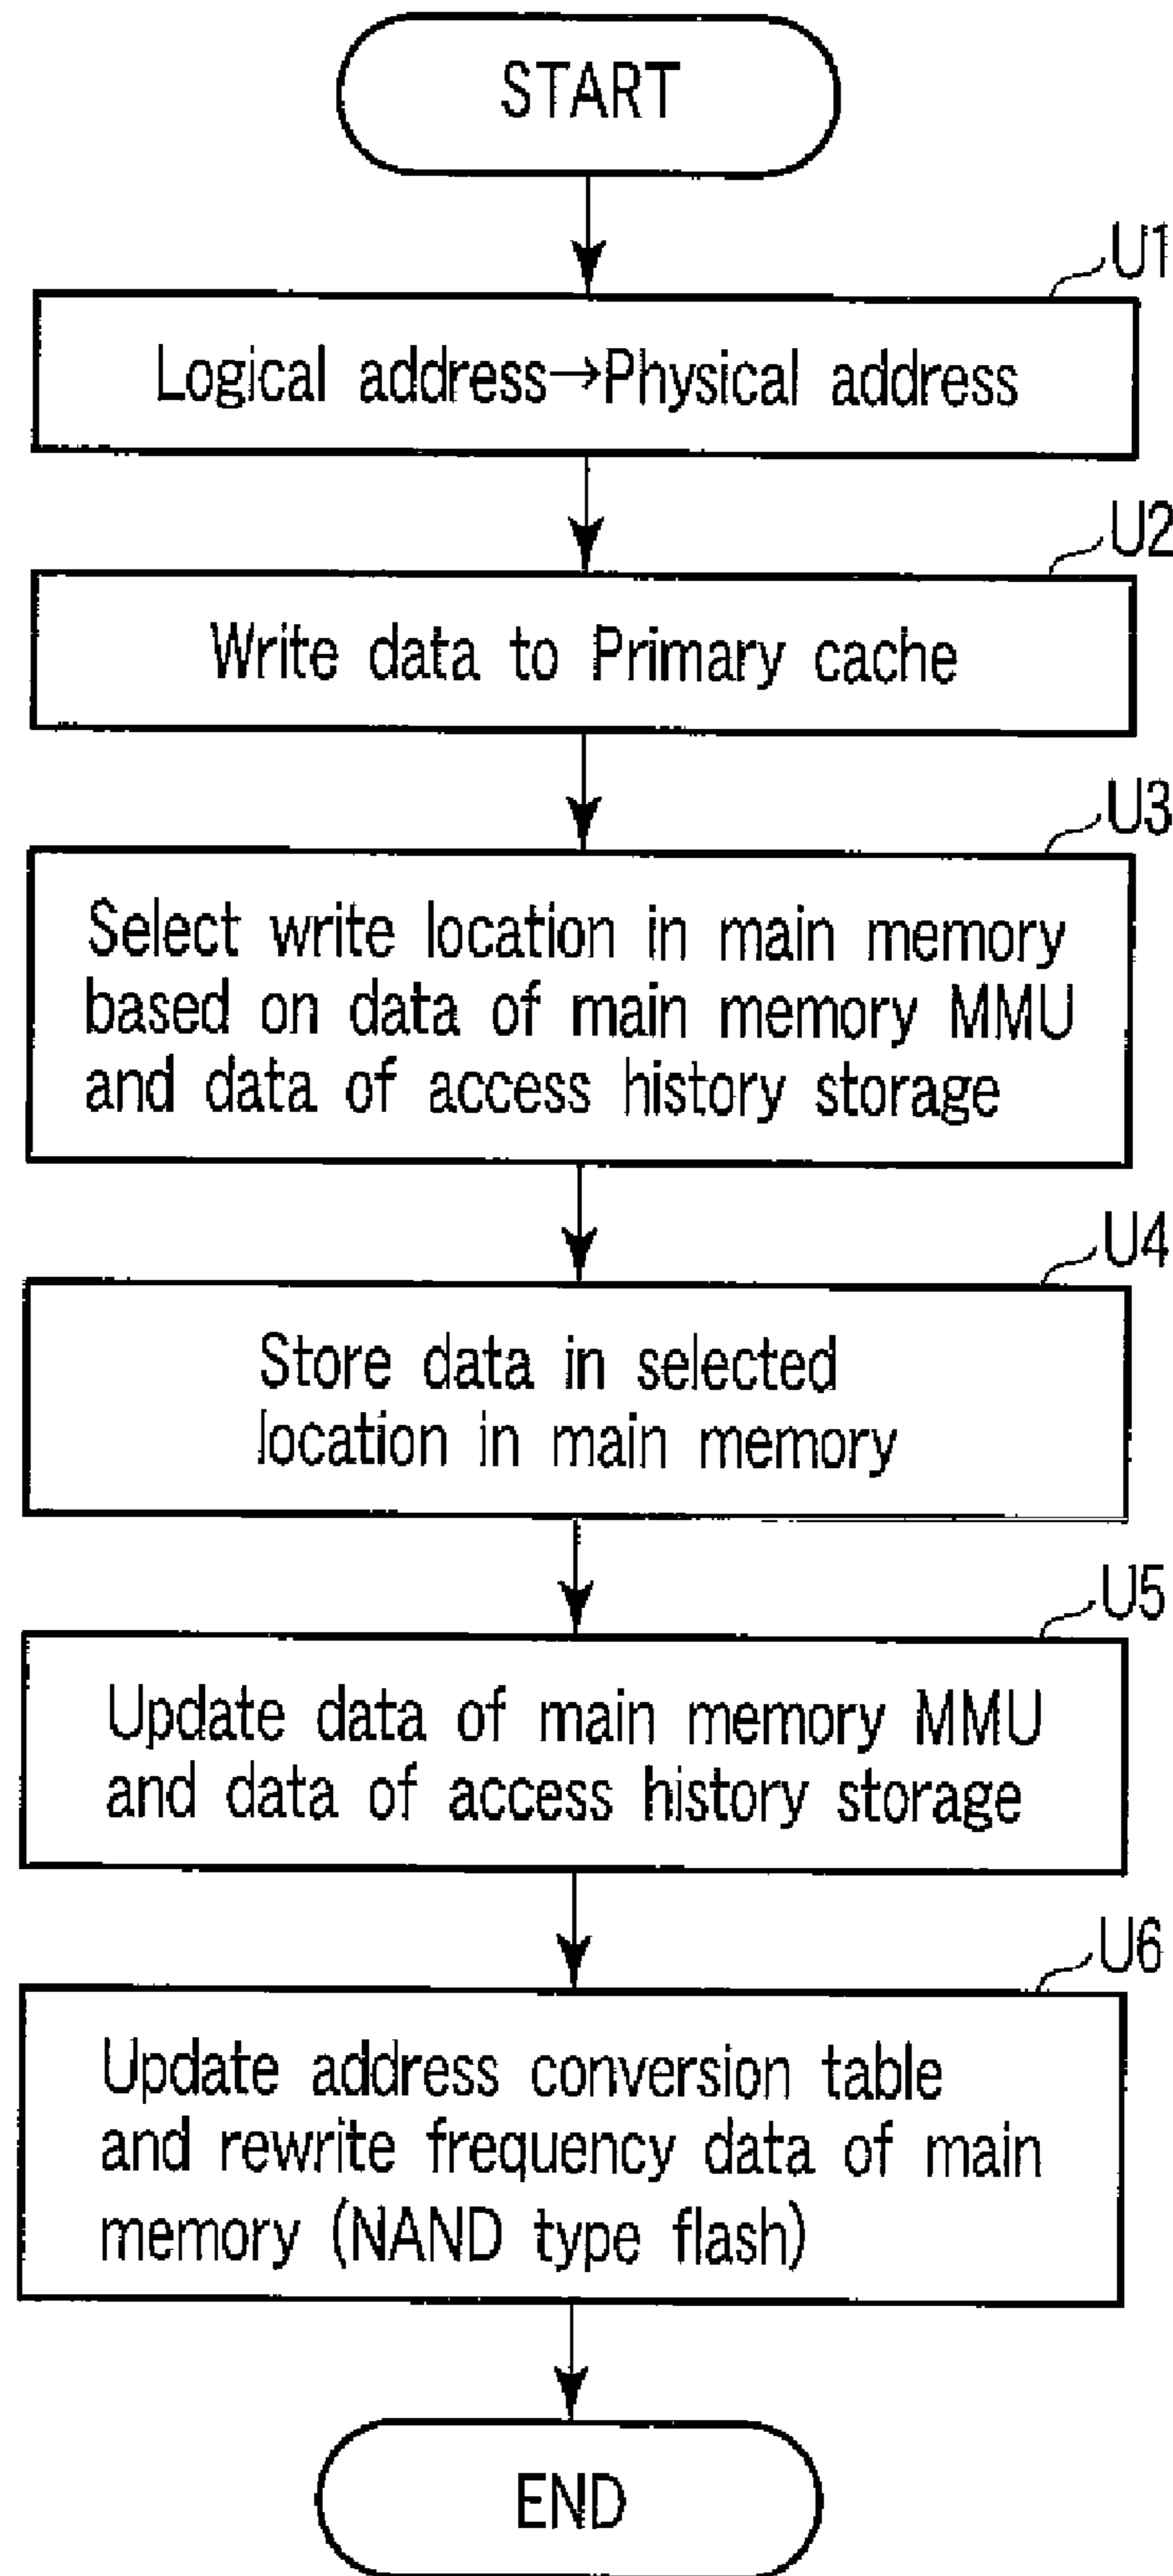 START
U1
Logical address→Physical address
U2
Write data to Primary cache
U3
Select write location in main memory
based on data of main memory MMU
and data of access history storage
U4
Store data in selected
location in main memory
U5
Update data of main memory MMU
and data of access history storage
U6
Update address conversion table
and rewrite frequency data of main
memory (NAND type flash)
END